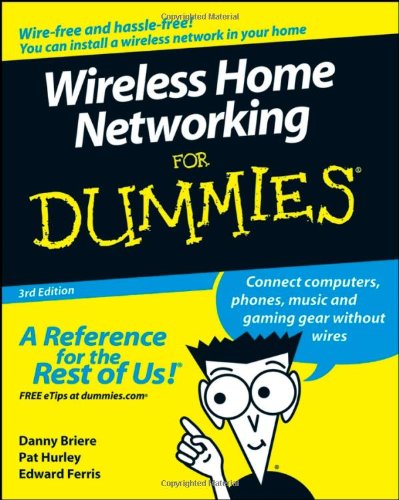 Wire-free and hassle-free!
You can install a wireless network in your home
Wireless Home
Networking
FOR
DUMMIES®
3rd Edition
Connect computers,
phones, music and
gaming gear without
wires
A Reference
for the
Rest of Us!®
FREE eTips at dummies.com®
Danny Briere
Pat Hurley
Edward Ferris